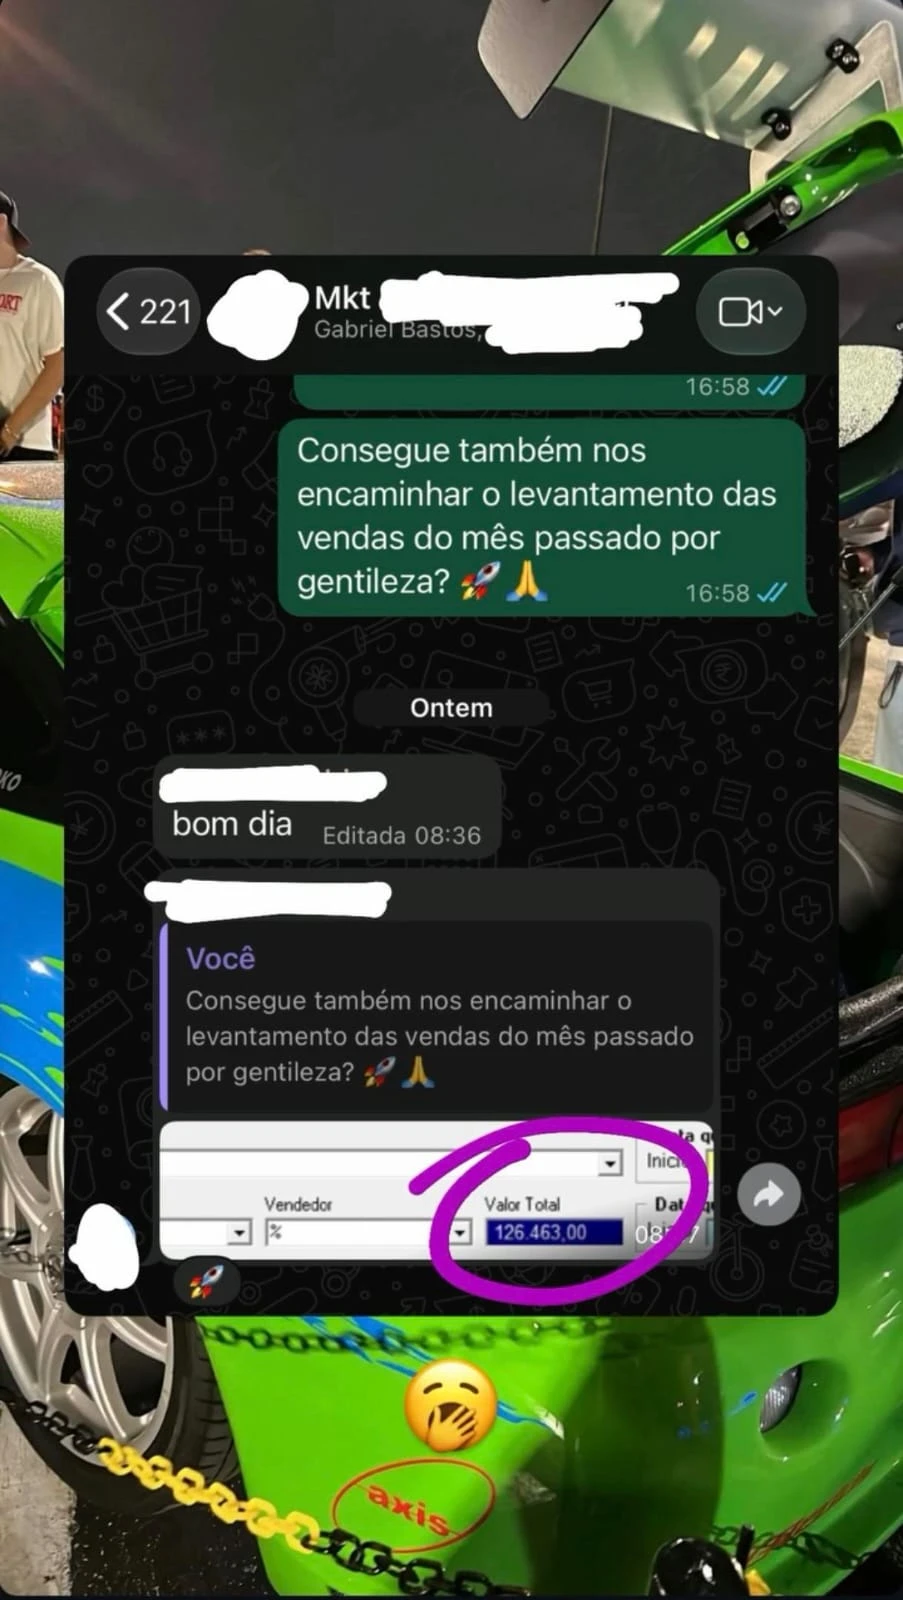 221
Mkt
Gabriel Bastos,
16:58
Consegue também nos
encaminhar o levantamento das
vendas do mês passado por
gentileza? 🚀 🙏
16:58
Ontem
bom dia
Editada 08:36
Você
Consegue também nos encaminhar o
levantamento das vendas do mês passado
por gentileza? 🚀 🙏
Inici
Vendedor
Valor Total
Dat
%
126.463,00
🚀
🥱
axis